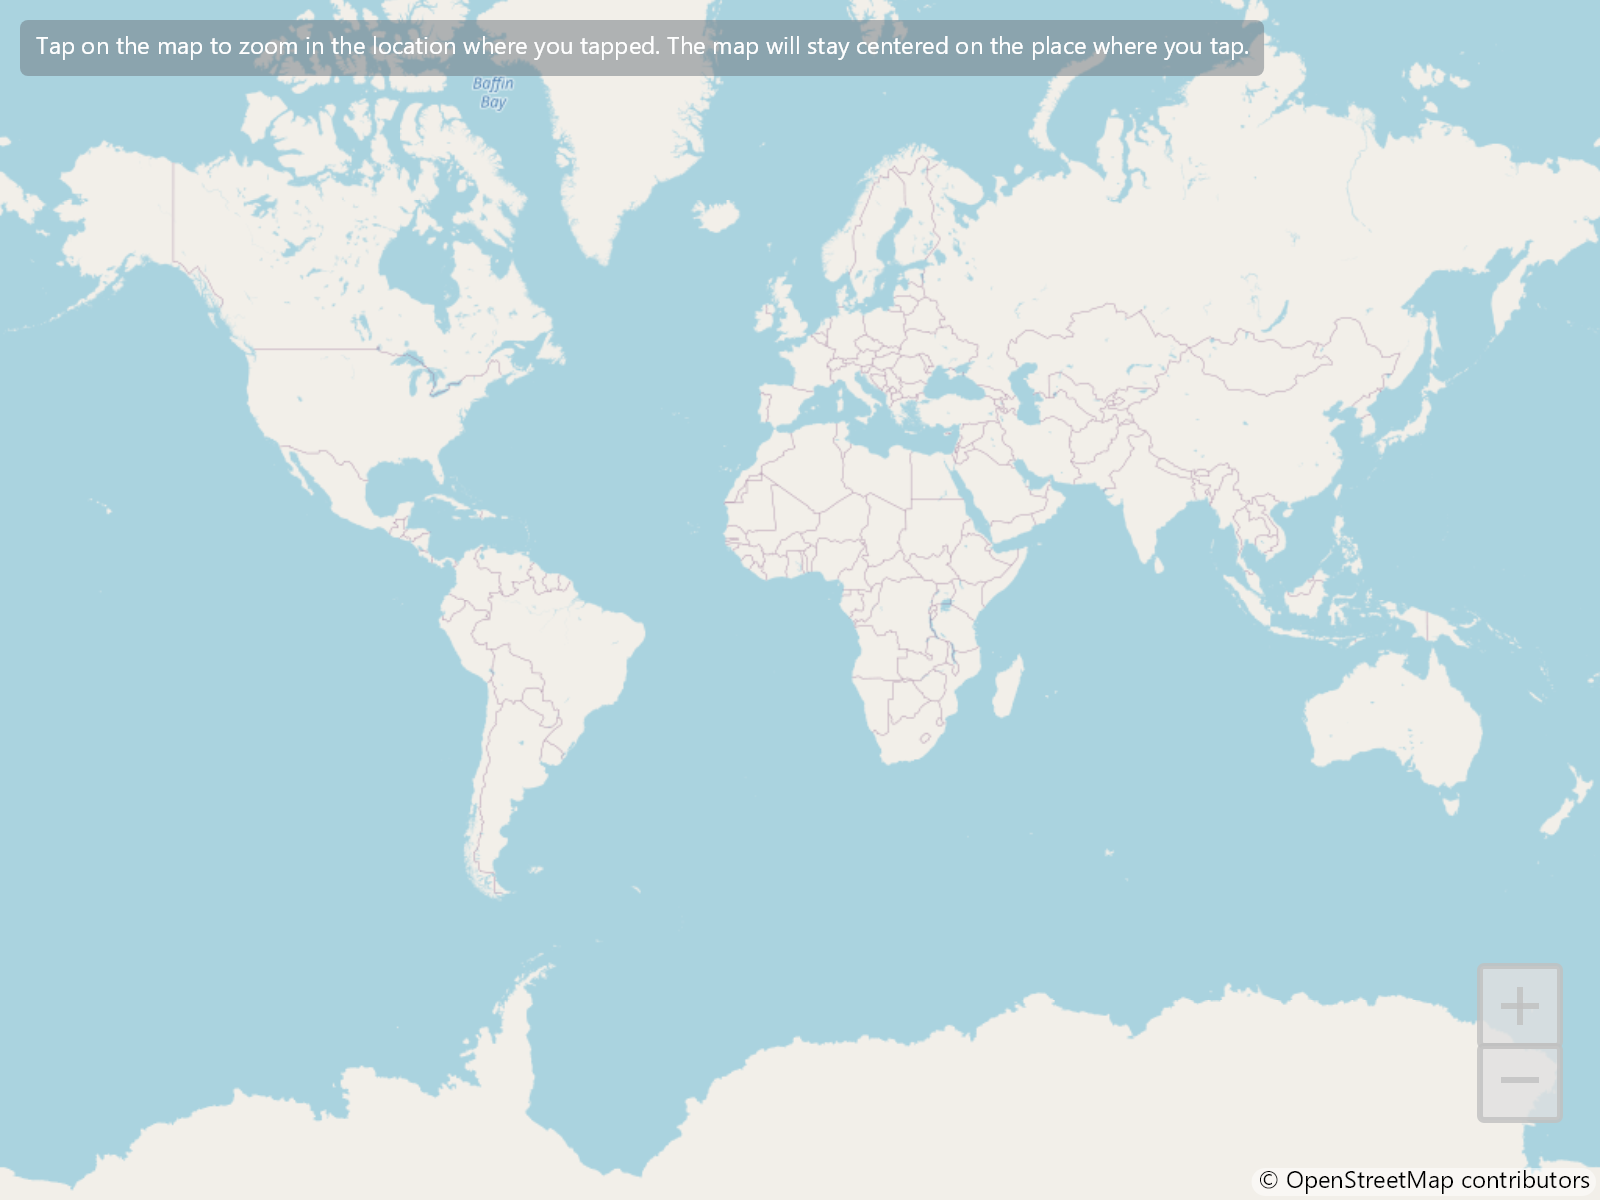 Tap on the map to zoom in the location where you tapped. The map will stay centered on the place where you tap.
Baffin
Bay
© OpenStreetMap contributors